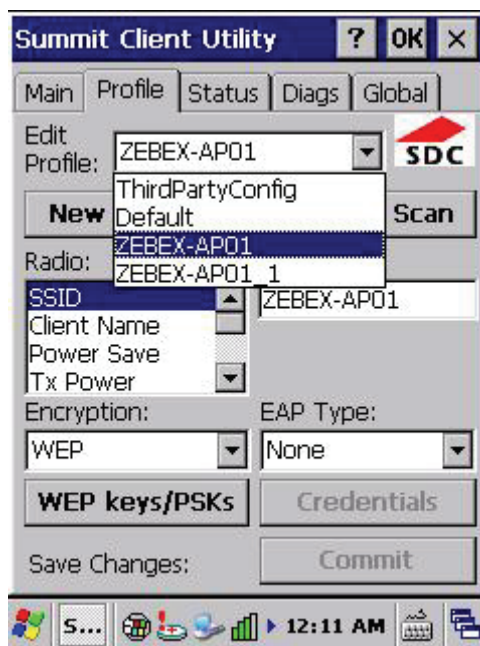 Summit Client Utility ? OK ×
Main Profile Status Diags Global
Edit
Profile:
ZEBEX-AP01
SDC
ThirdPartyConfig
Default
ZEBEX-AP01
ZEBEX-AP01_1
New
Scan
Radio:
SSID
Client Name
Power Save
Tx Power
ZEBEX-AP01
Encryption: EAP Type:
WEP None
WEP keys/PSKs Credentials
Save Changes: Commit
S... 12:11 AM